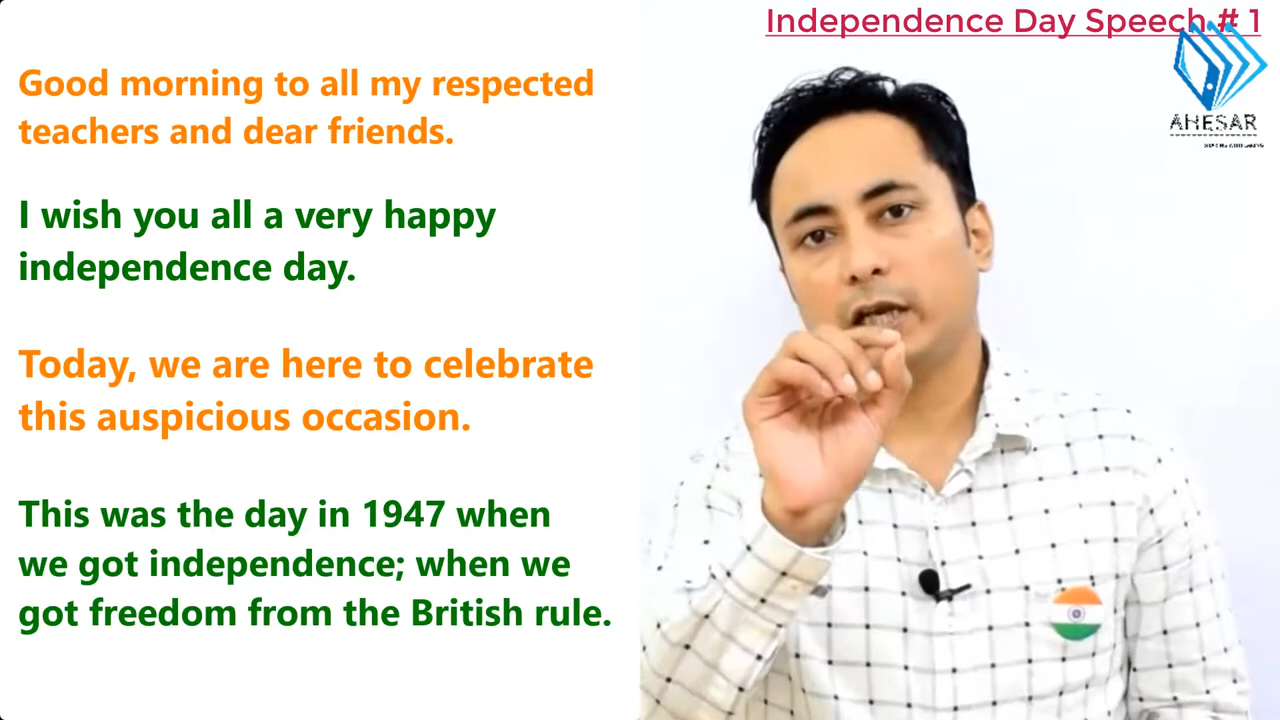 Independence Day Speech # 1
Good morning to all my respected
teachers and dear friends.
I wish you all a very happy
independence day.
Today, we are here to celebrate
this auspicious occasion.
This was the day in 1947 when
we got independence; when we
got freedom from the British rule.
AHESAR